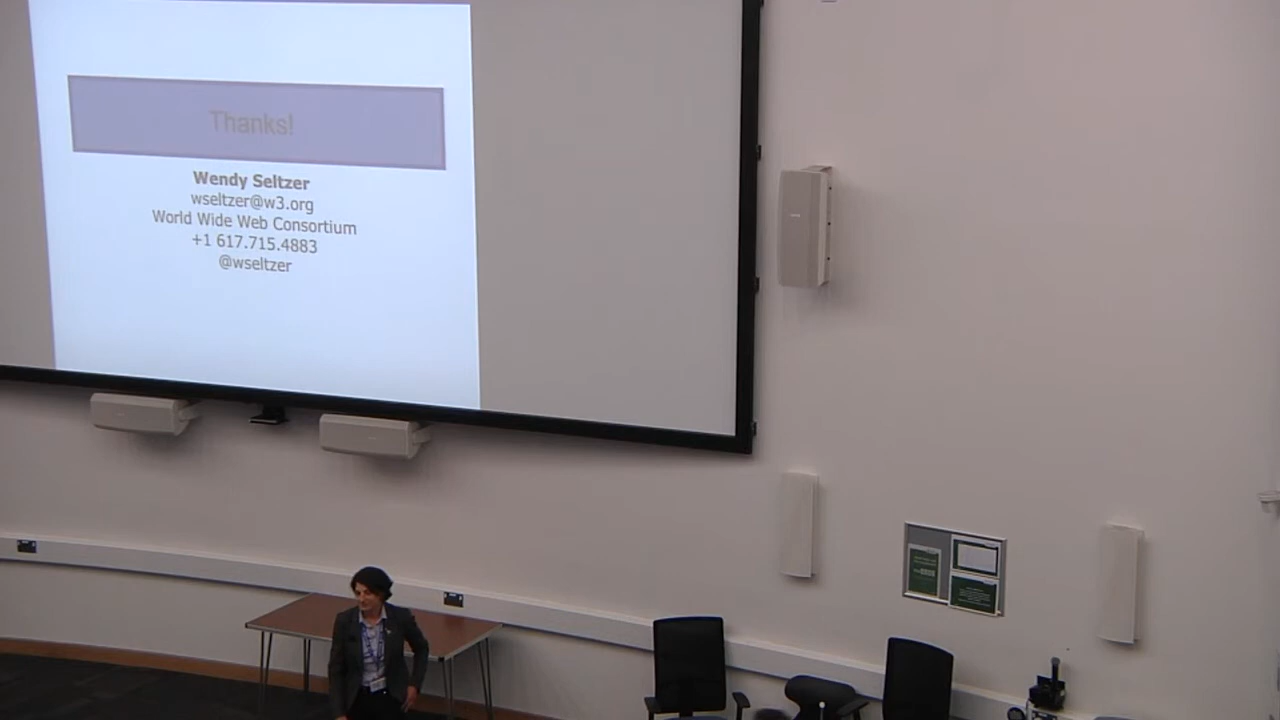 Thanks!
Wendy Seltzer
wseltzer@w3.org
World Wide Web Consortium
+1 617.715.4883
@wseltzer